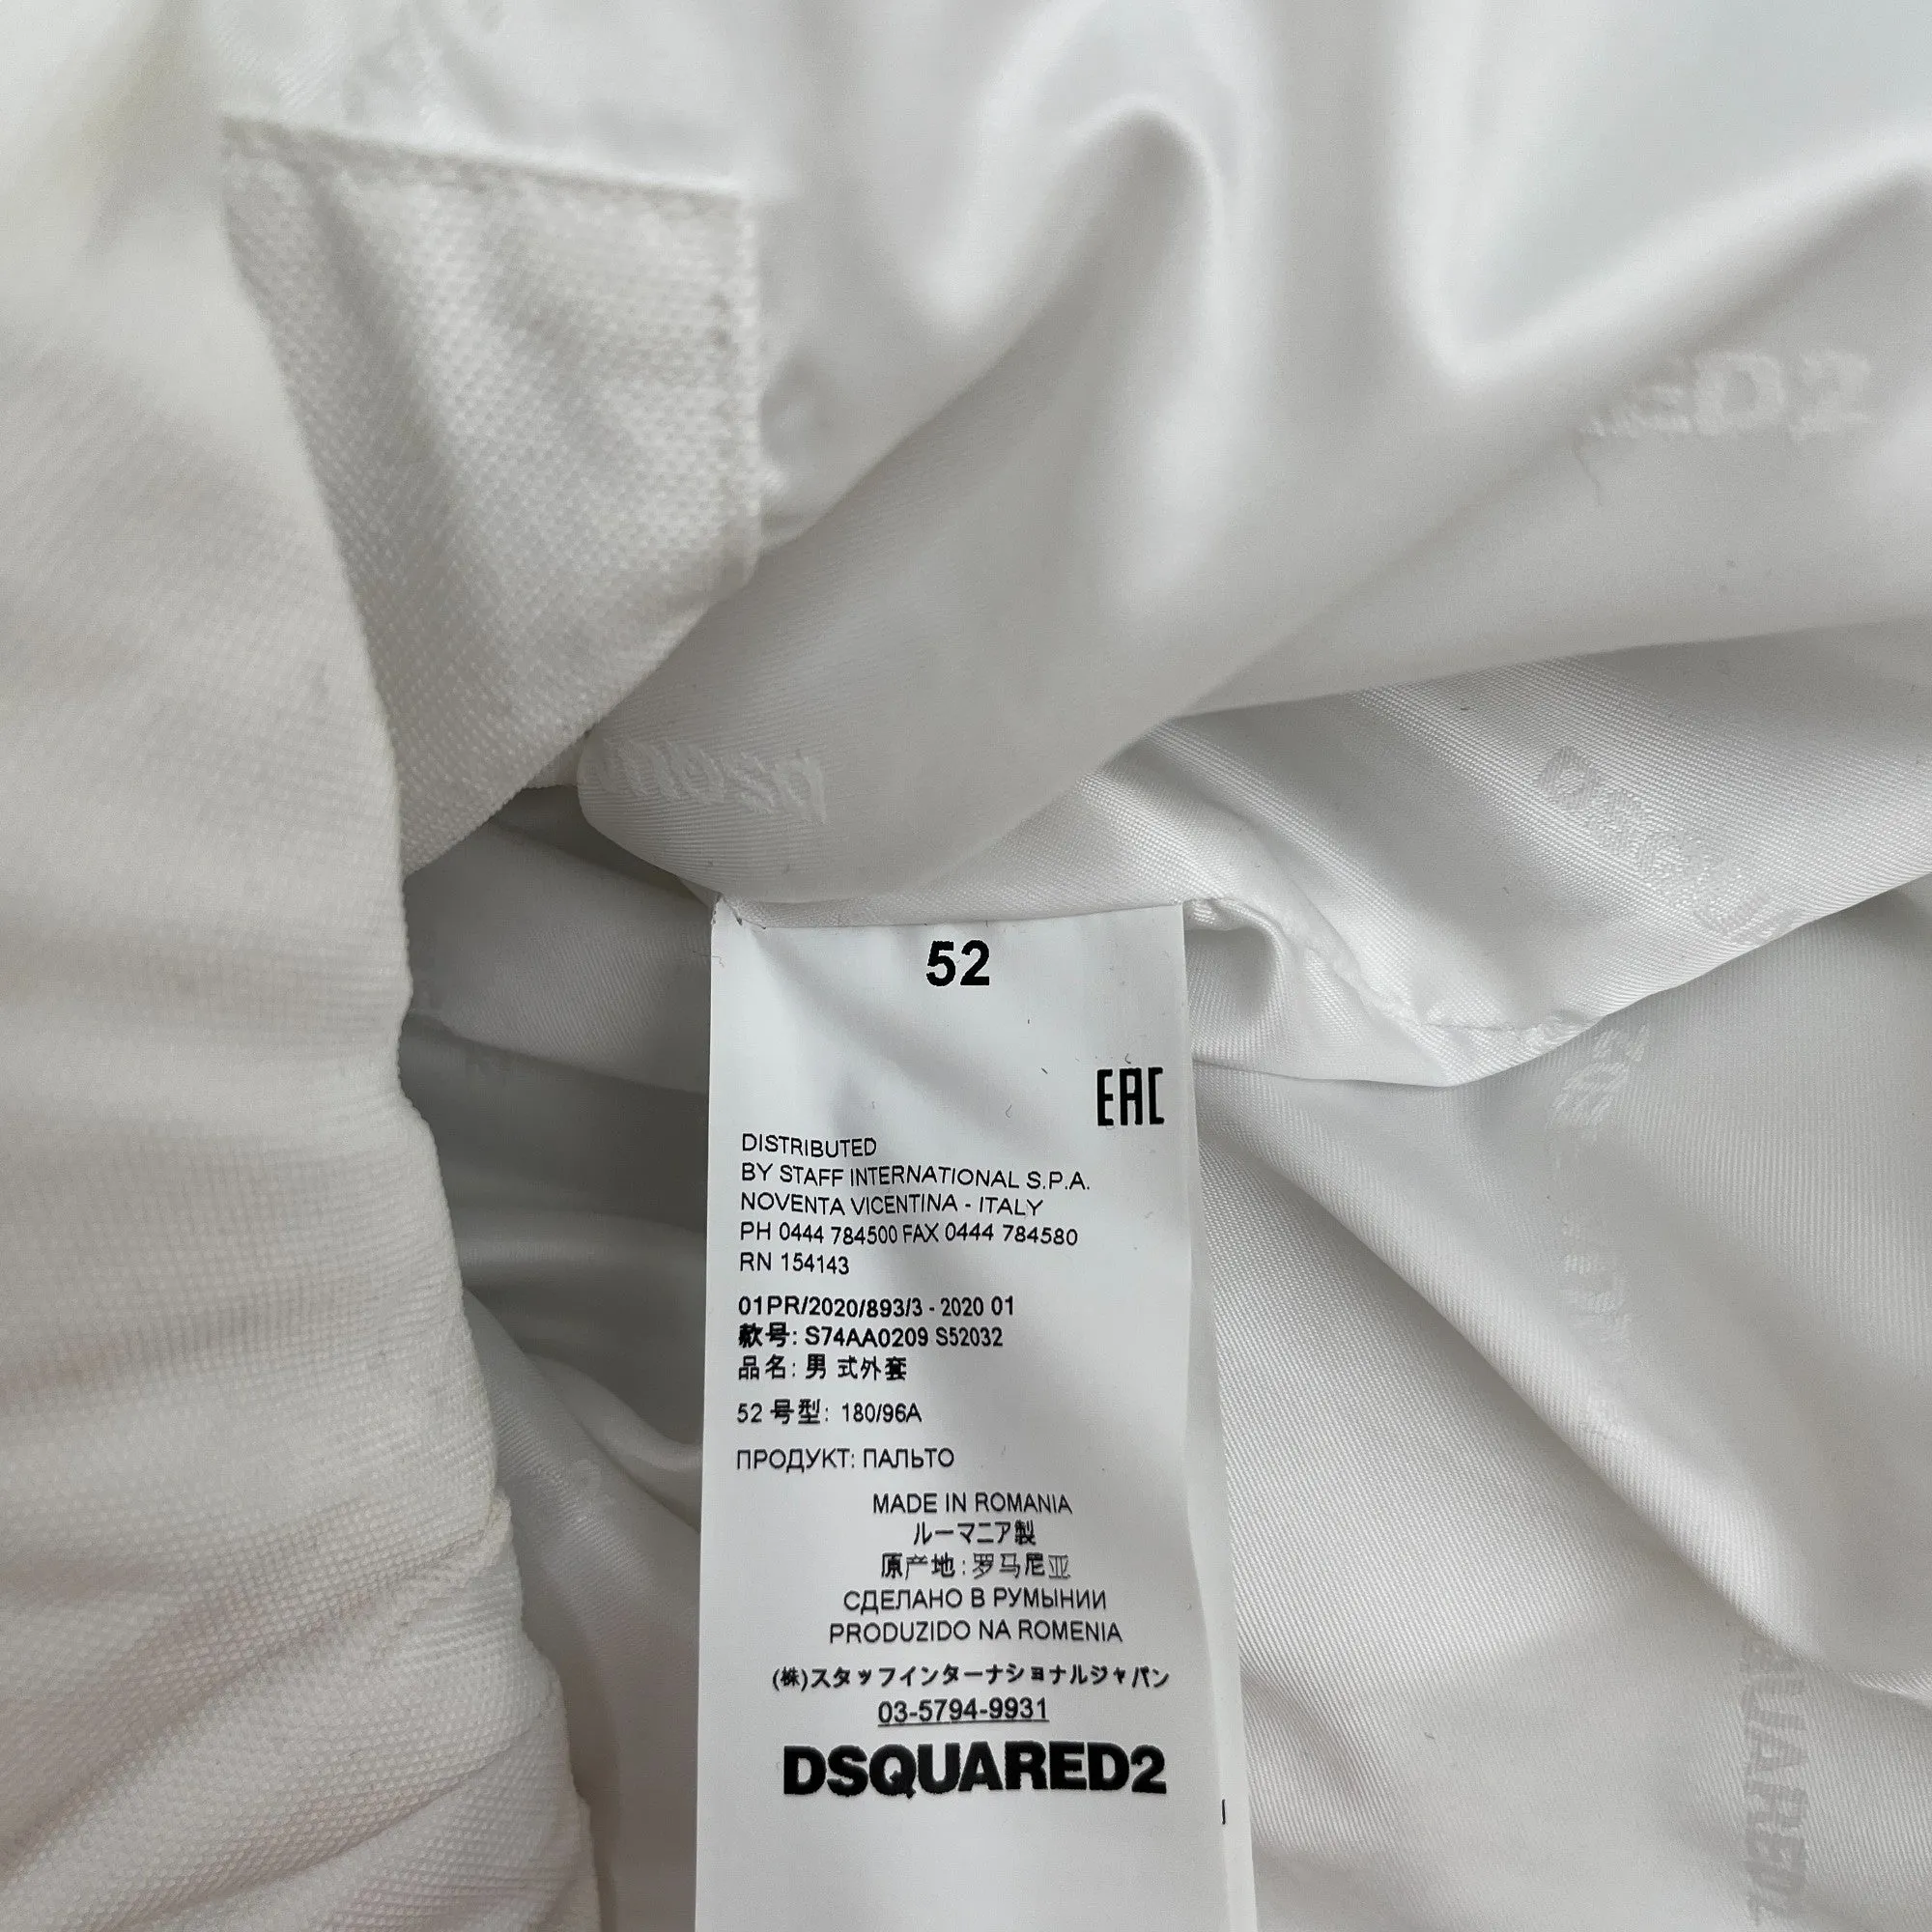 52
EAC
DISTRIBUTED
BY STAFF INTERNATIONAL S.P.A.
NOVENTA VICENTINA - ITALY
PH 0444 784500 FAX 0444 784580
RN 154143
01PR/2020/893/3 - 2020 01
款号: S74AA0209 S52032
品名: 男 式外套
52 号型: 180/96A
ПРОДУКТ: ПАЛЬТО
MADE IN ROMANIA
ルーマニア製
原产地: 罗马尼亚
СДЕЛАНО В РУМЫНИИ
PRODUZIDO NA ROMENIA
(株)スタッフインターナショナルジャパン
03-5794-9931
DSQUARED2